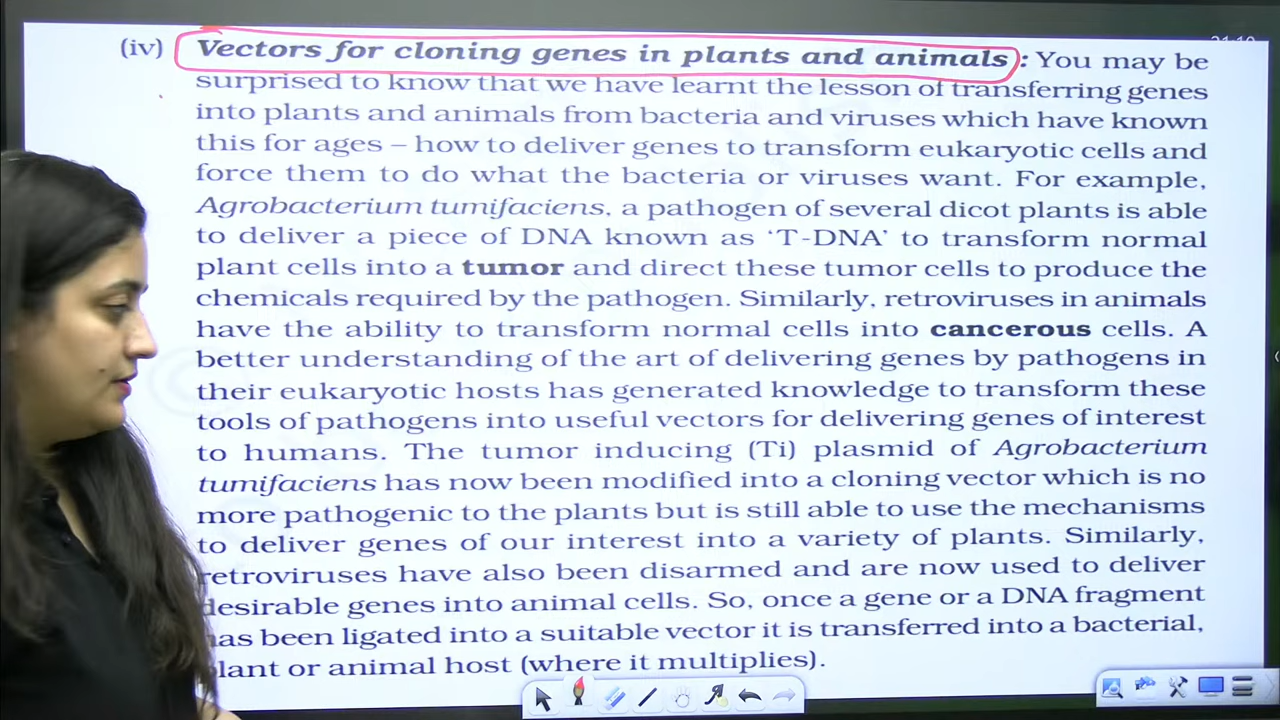 (iv) Vectors for cloning genes in plants and animals : You may be
surprised to know that we have learnt the lesson of transferring genes
into plants and animals from bacteria and viruses which have known
this for ages – how to deliver genes to transform eukaryotic cells and
force them to do what the bacteria or viruses want. For example,
Agrobacterium tumifaciens, a pathogen of several dicot plants is able
to deliver a piece of DNA known as ‘T-DNA’ to transform normal
plant cells into a tumor and direct these tumor cells to produce the
chemicals required by the pathogen. Similarly, retroviruses in animals
have the ability to transform normal cells into cancerous cells. A
better understanding of the art of delivering genes by pathogens in
their eukaryotic hosts has generated knowledge to transform these
tools of pathogens into useful vectors for delivering genes of interest
to humans. The tumor inducing (Ti) plasmid of Agrobacterium
tumifaciens has now been modified into a cloning vector which is no
more pathogenic to the plants but is still able to use the mechanisms
to deliver genes of our interest into a variety of plants. Similarly,
retroviruses have also been disarmed and are now used to deliver
desirable genes into animal cells. So, once a gene or a DNA fragment
has been ligated into a suitable vector it is transferred into a bacterial,
plant or animal host (where it multiplies).